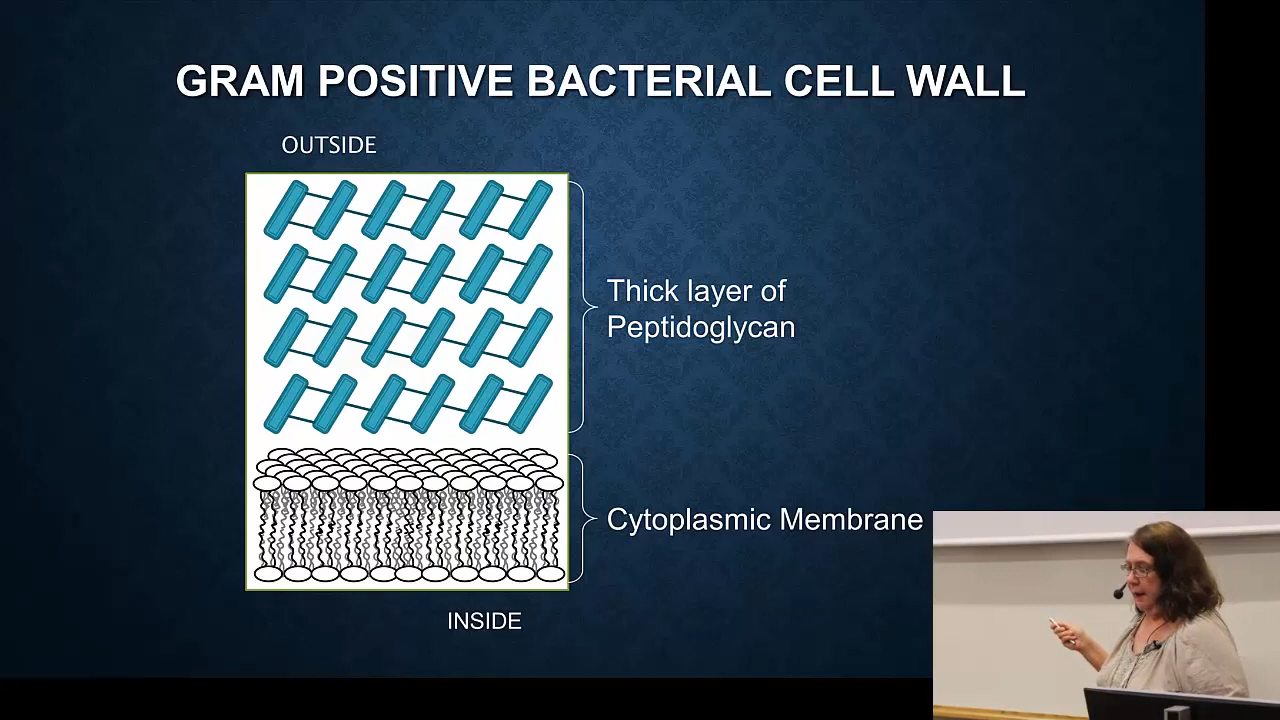 GRAM POSITIVE BACTERIAL CELL WALL
OUTSIDE
Thick layer of
Peptidoglycan
Cytoplasmic Membrane
INSIDE